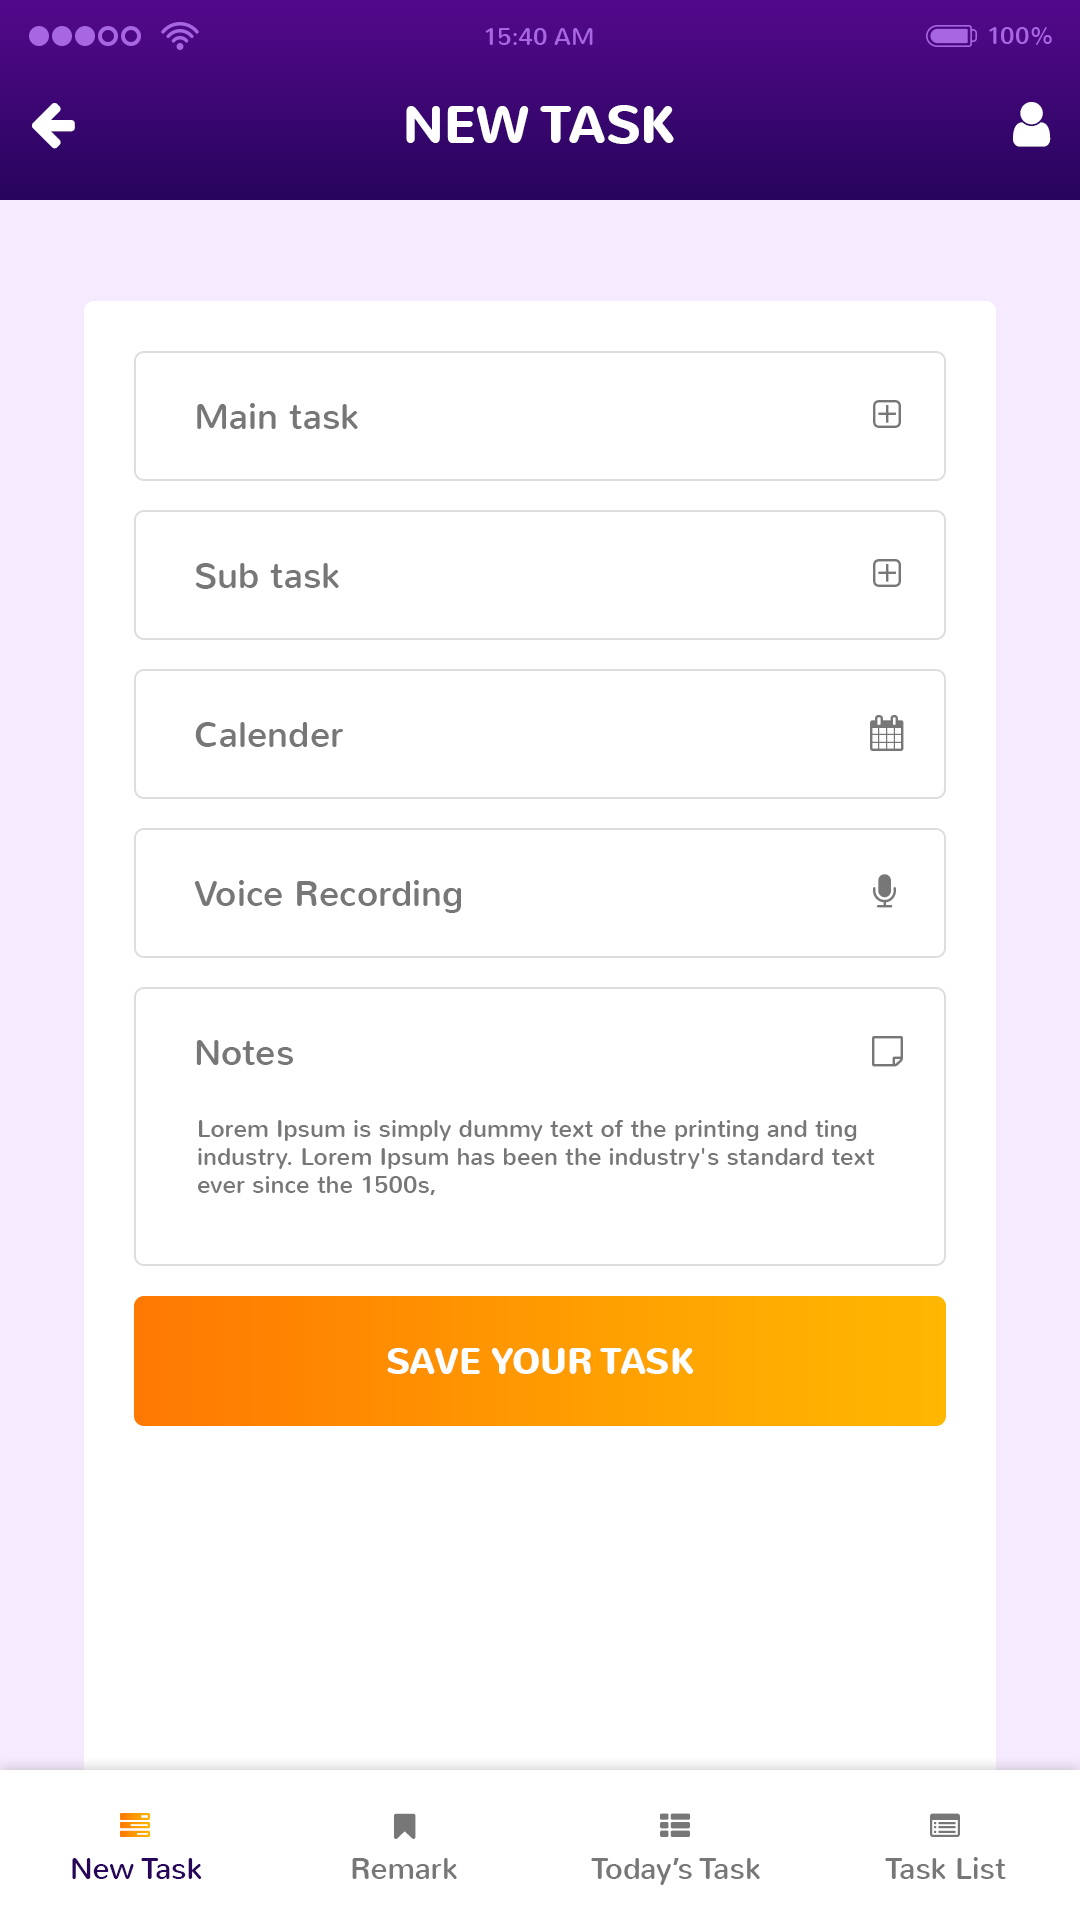 15:40 AM
100%
NEW TASK
Main task
Sub task
Calender
Voice Recording
Notes
Lorem Ipsum is simply dummy text of the printing and ting
industry. Lorem Ipsum has been the industry's standard text
ever since the 1500s,
SAVE YOUR TASK
New Task
Remark
Today’s Task
Task List